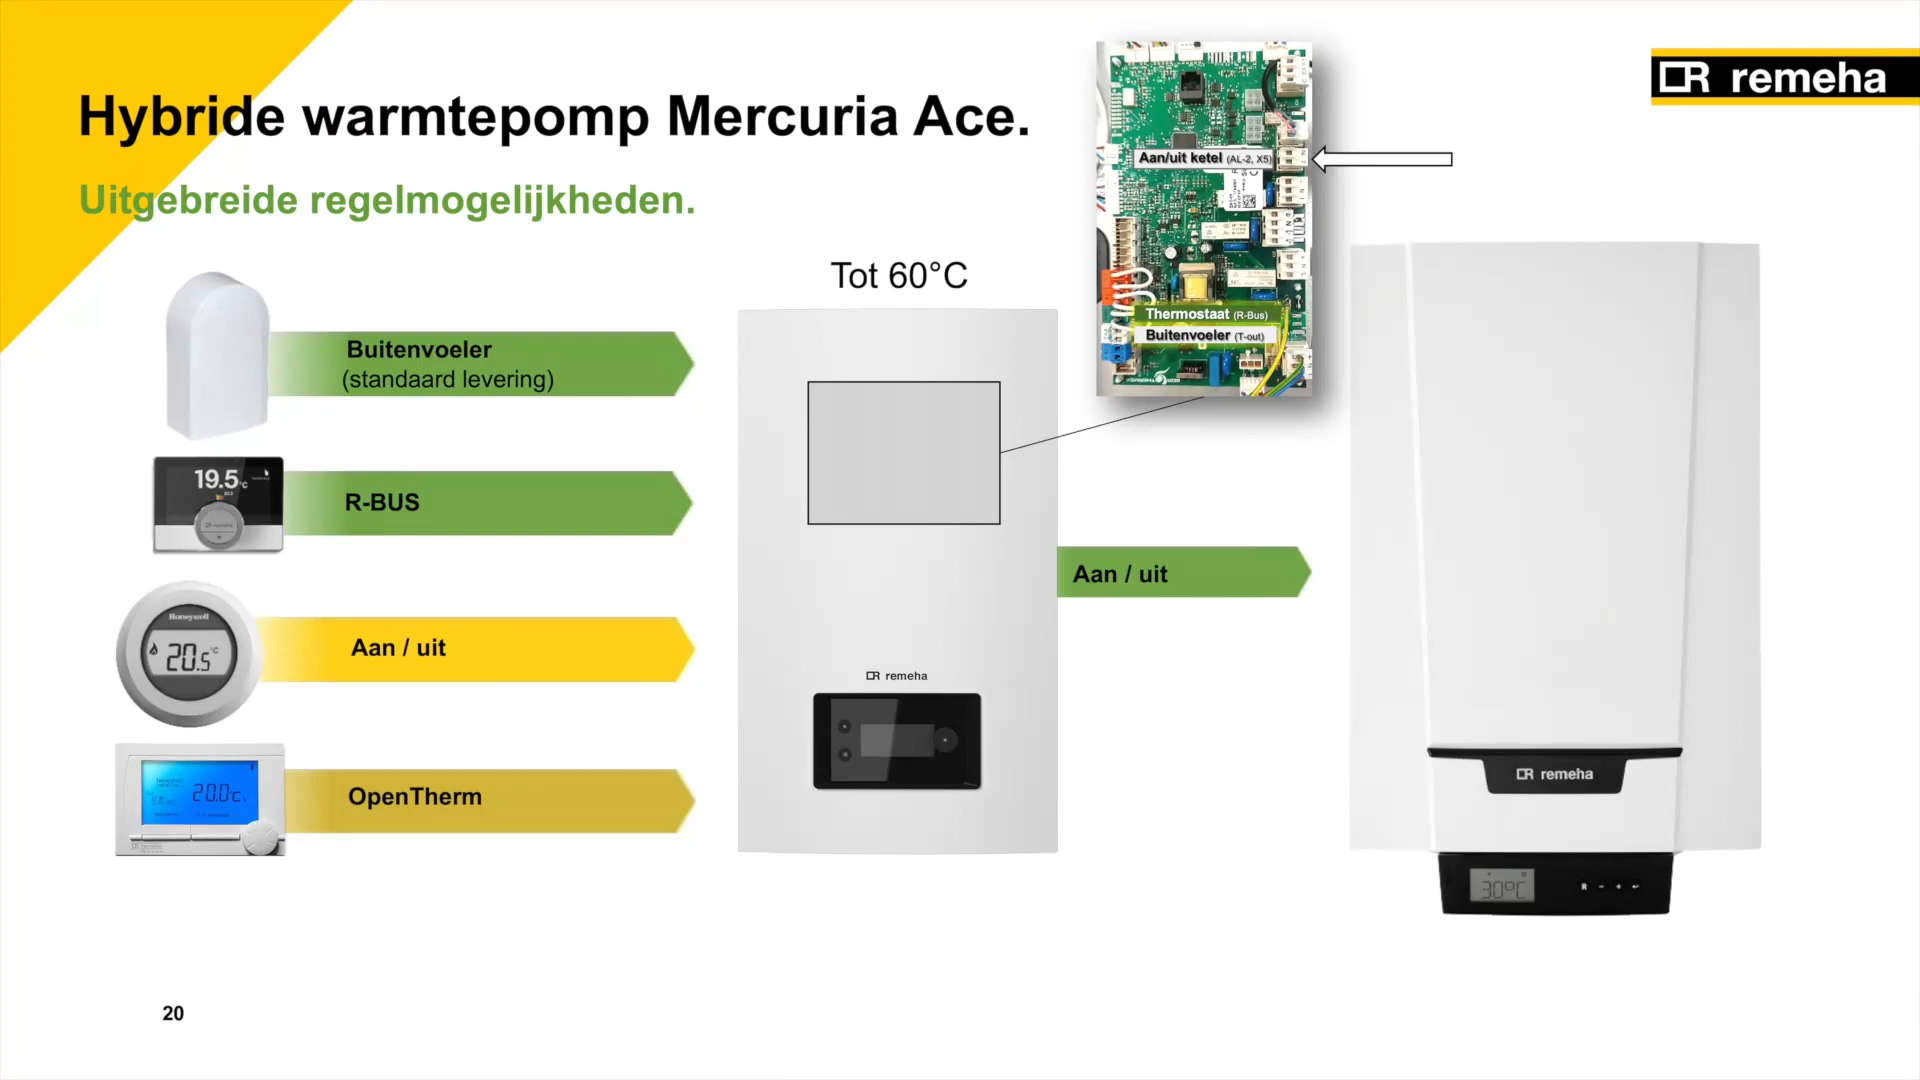 Hybride warmtepomp Mercuria Ace.
remeha
Uitgebreide regelmogelijkheden.
Aan/uit ketel (AL-2, X5)
Thermostaat (R-Bus)
Buitenvoeler (T-out)
Tot 60°C
Buitenvoeler
(standaard levering)
19.5°C
R-BUS
Aan / uit
Honeywell
20.5°C
Aan / uit
remeha
20.0°C
OpenTherm
remeha
30°C
20